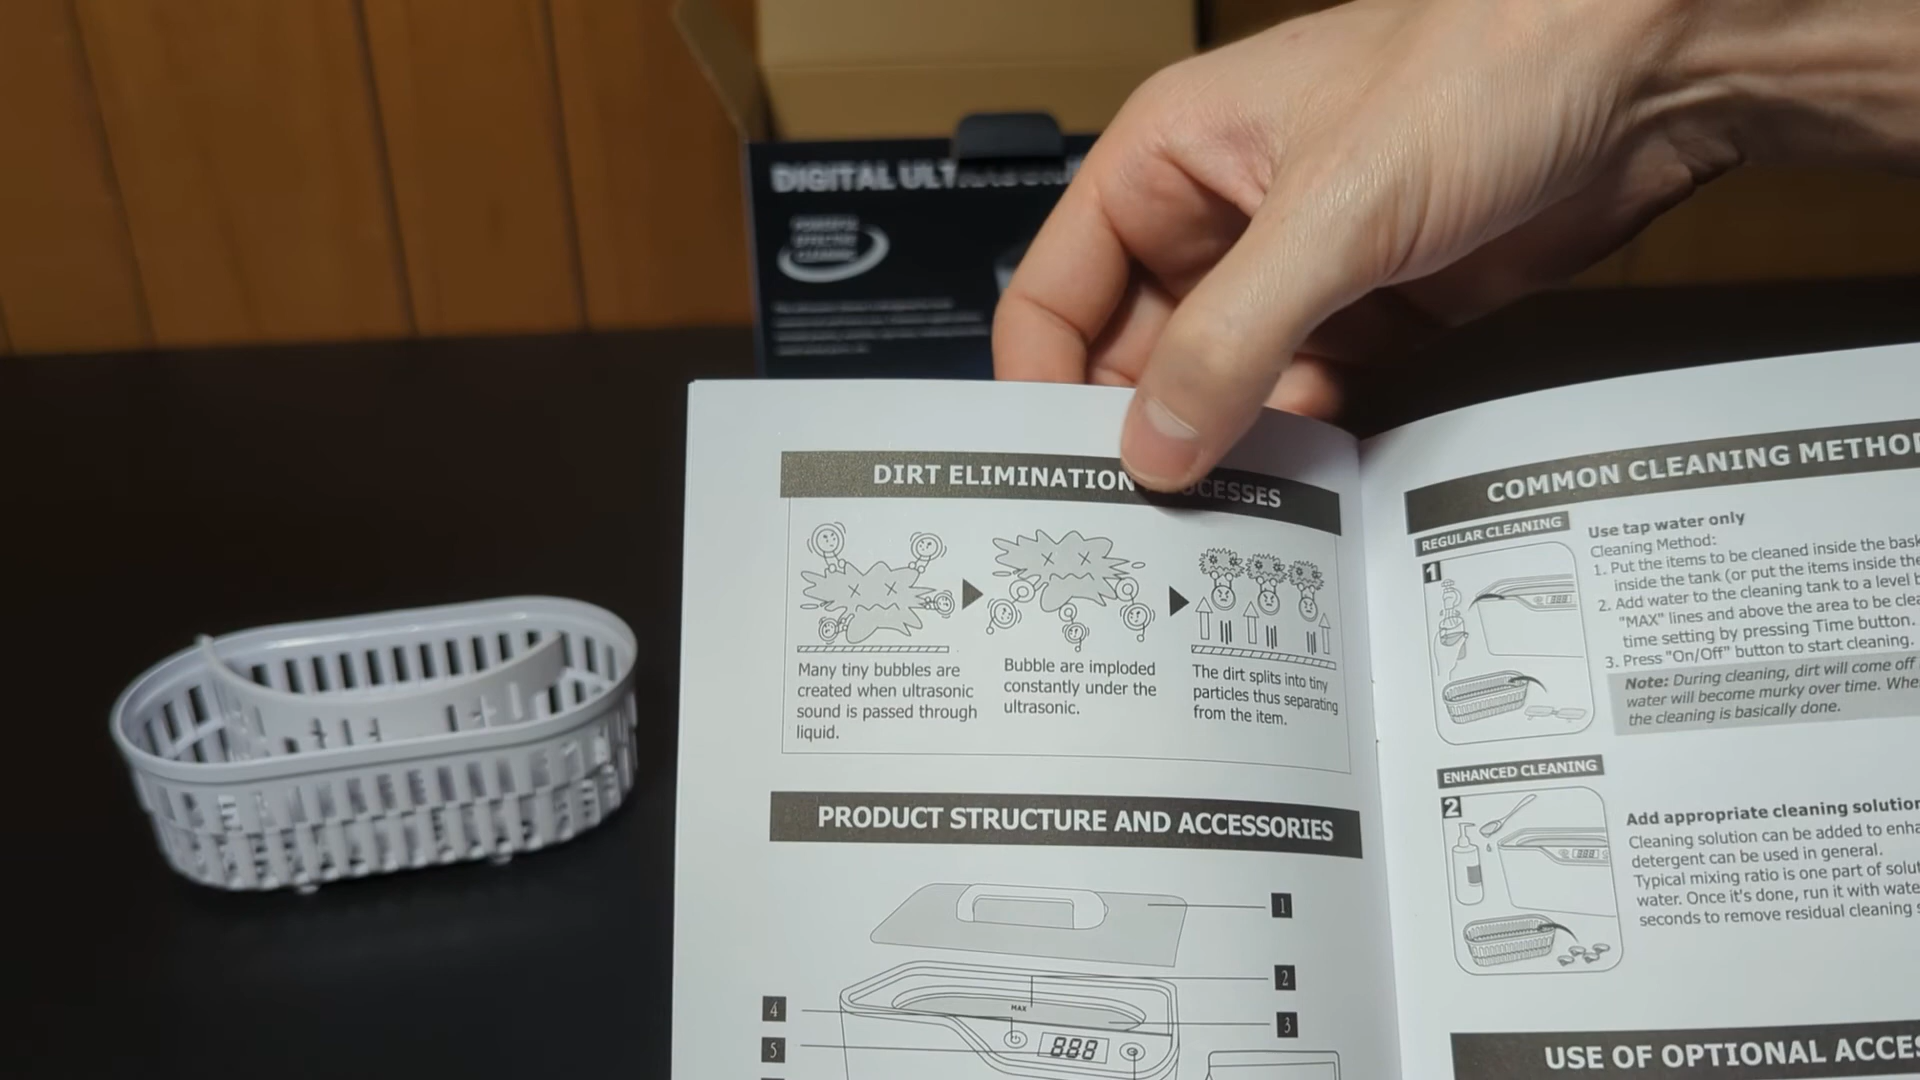 DIGITAL ULT
POWERFUL
EFFECTIVE
CLEANING
DIRT ELIMINATION
CESSES
Many tiny bubbles are
created when ultrasonic
sound is passed through
liquid.
Bubble are imploded
constantly under the
ultrasonic.
The dirt splits into tiny
particles thus separating
from the item.
PRODUCT STRUCTURE AND ACCESSORIES
1
2
3
4
5
MAX
888
COMMON CLEANING METHO
REGULAR CLEANING
1
Use tap water only
Cleaning Method:
1. Put the items to be cleaned inside the bask
inside the tank (or put the items inside the
2. Add water to the cleaning tank to a level b
"MAX" lines and above the area to be clea
time setting by pressing Time button.
3. Press "On/Off" button to start cleaning.
Note: During cleaning, dirt will come off
water will become murky over time. Whe
the cleaning is basically done.
ENHANCED CLEANING
2
Add appropriate cleaning solution
Cleaning solution can be added to enha
detergent can be used in general.
Typical mixing ratio is one part of solut
water. Once it's done, run it with wate
seconds to remove residual cleaning s
USE OF OPTIONAL ACCES